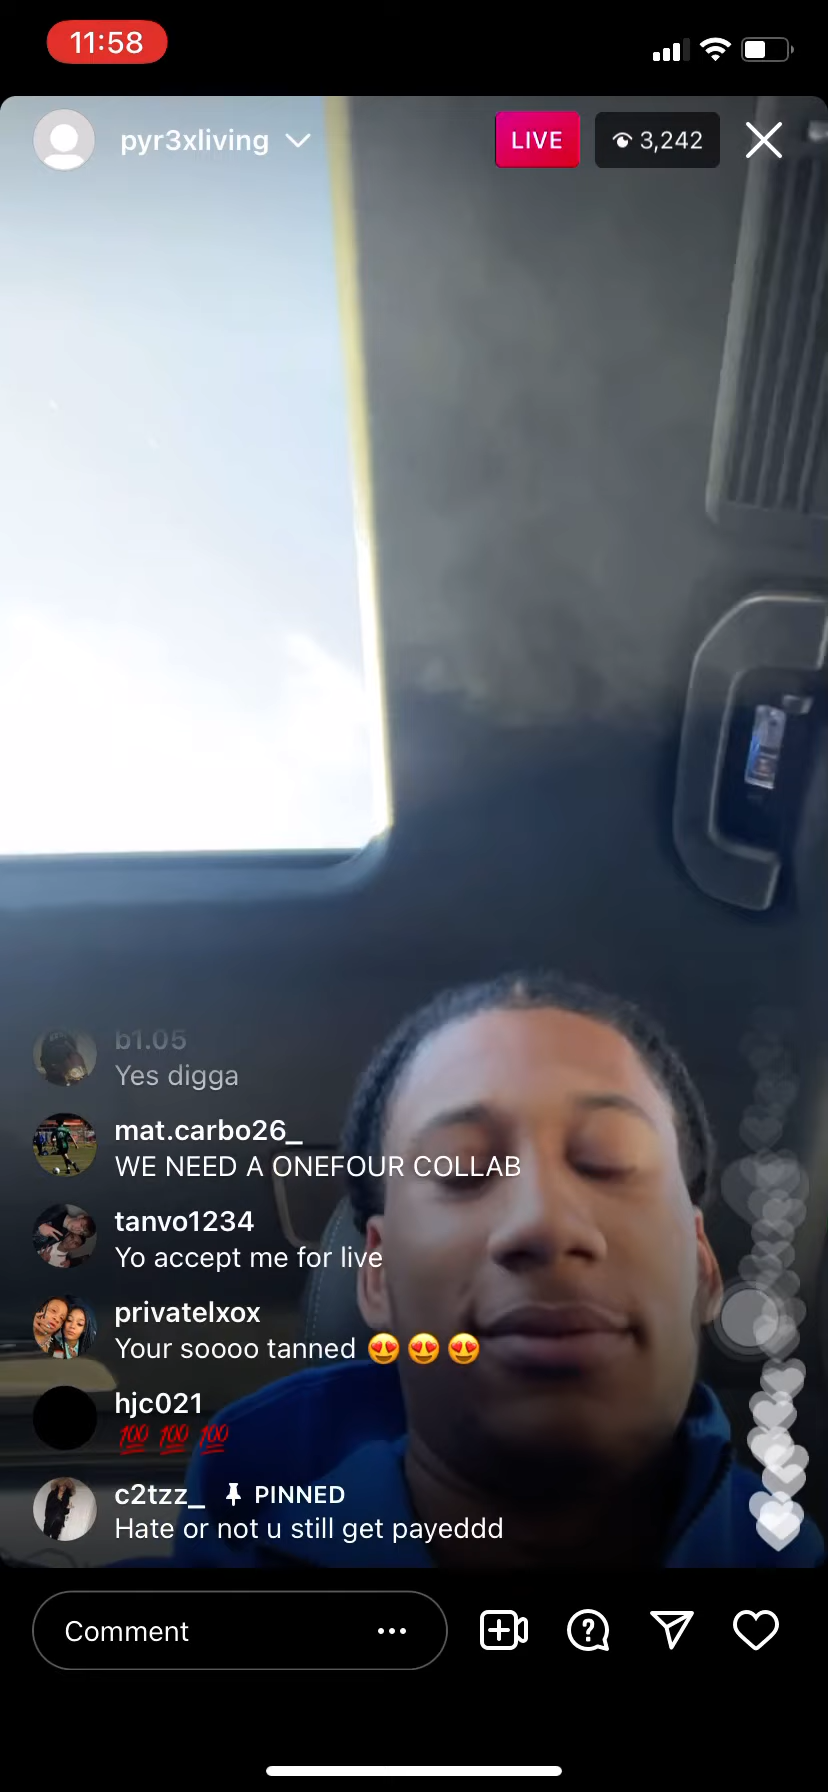 11:58
pyr3xliving
LIVE
3,242
b1.05
Yes digga
mat.carbo26_
WE NEED A ONEFOUR COLLAB
tanvo1234
Yo accept me for live
privatelxox
Your soooo tanned 😍😍😍
hjc021
💯💯💯
c2tzz_ 📌 PINNED
Hate or not u still get payeddd
Comment